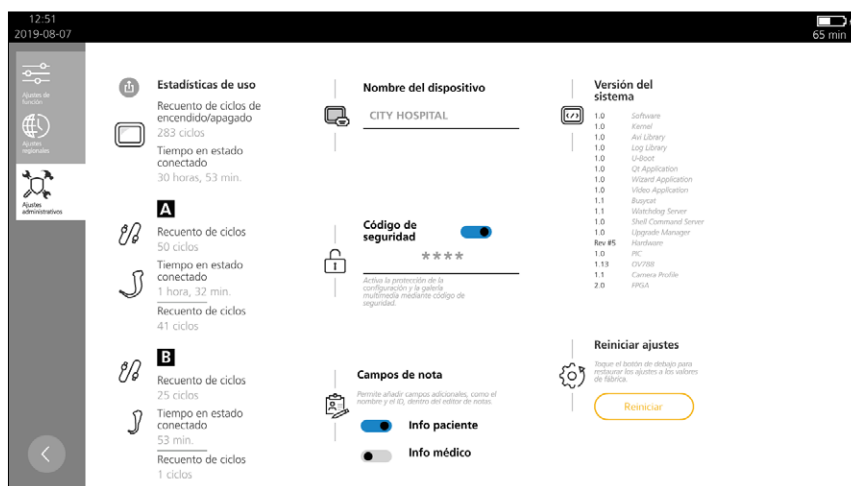 12:51
2019-08-07
65 min
Ajustes de
función
Ajustes
regionales
Ajustes
administrativos
Estadísticas de uso
Recuento de ciclos de
encendido/apagado
283 ciclos
Tiempo en estado
conectado
30 horas, 53 min.
A
Recuento de ciclos
50 ciclos
Tiempo en estado
conectado
1 hora, 32 min.
Recuento de ciclos
41 ciclos
B
Recuento de ciclos
25 ciclos
Tiempo en estado
conectado
53 min.
Recuento de ciclos
1 ciclos
Nombre del dispositivo
CITY HOSPITAL
Código de
seguridad
****
Activa la protección de la
configuración y la galería
multimedia mediante código de
seguridad.
Campos de nota
Permite añadir campos adicionales, como el
nombre y el ID, dentro del editor de notas.
Info paciente
Info médico
Versión del
sistema
1.0 Software
1.0 Kernel
1.0 Avi Library
1.0 Log Library
1.0 U-Boot
1.0 Qt Application
1.0 Wizard Application
1.0 Video Application
1.1 Busycat
1.1 Watchdog Server
1.0 Shell Command Server
1.0 Upgrade Manager
Rev #5 Hardware
1.0 PIC
1.13 OV788
1.1 Camera Profile
2.0 FPGA
Reiniciar ajustes
Toque el botón de debajo para
restaurar los ajustes a los valores
de fábrica.
Reiniciar